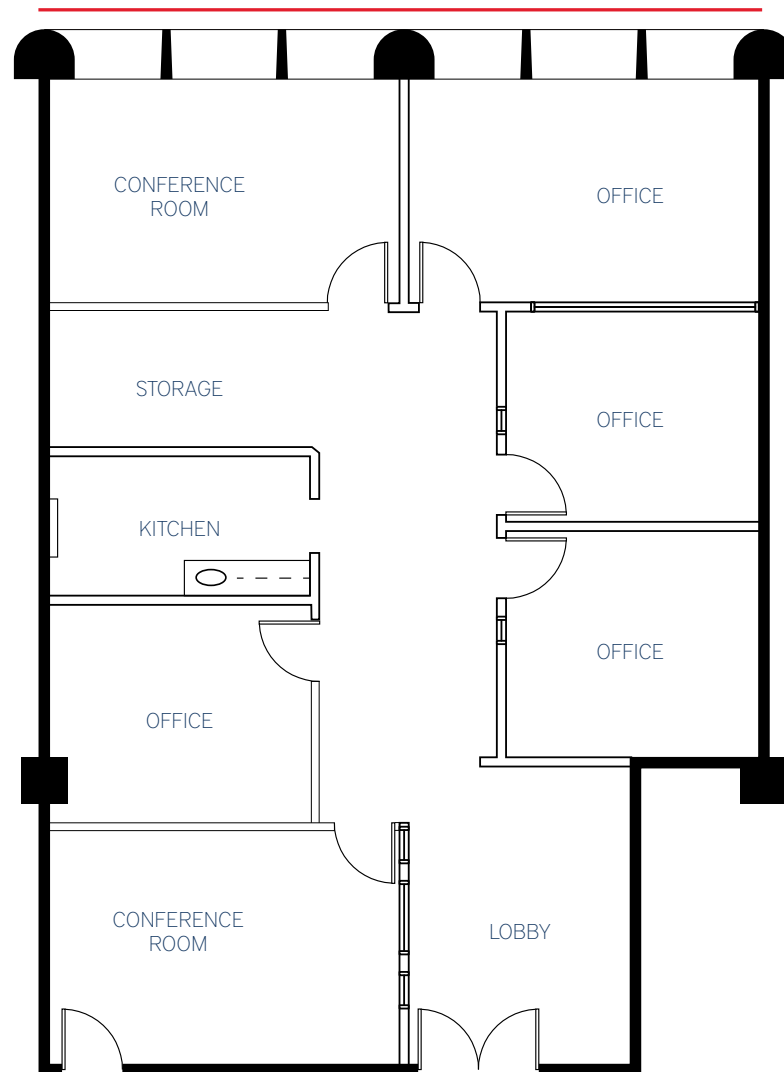 CONFERENCE
ROOM
OFFICE
STORAGE
OFFICE
KITCHEN
OFFICE
OFFICE
CONFERENCE
ROOM
LOBBY